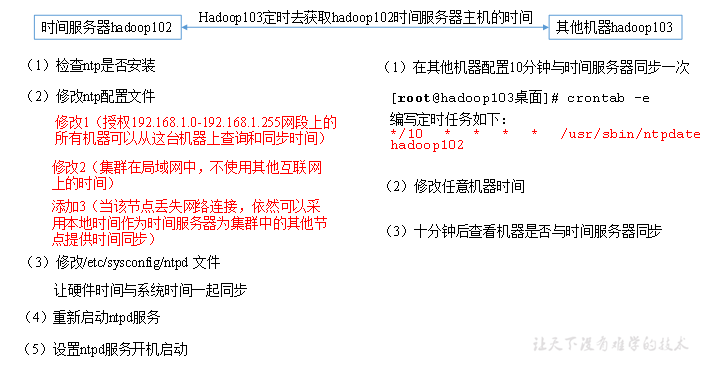 Hadoop103定时去获取hadoop102时间服务器主机的时间
时间服务器hadoop102
其他机器hadoop103
（1）检查ntp是否安装
（2）修改ntp配置文件
修改1（授权192.168.1.0-192.168.1.255网段上的
所有机器可以从这台机器上查询和同步时间）
修改2（集群在局域网中，不使用其他互联网
上的时间）
添加3（当该节点丢失网络连接，依然可以采
用本地时间作为时间服务器为集群中的其他节
点提供时间同步）
（3）修改/etc/sysconfig/ntpd 文件
让硬件时间与系统时间一起同步
（4）重新启动ntpd服务
（5）设置ntpd服务开机启动
（1）在其他机器配置10分钟与时间服务器同步一次
[root@hadoop103桌面]# crontab -e
编写定时任务如下：
*/10 * * * * /usr/sbin/ntpdate
hadoop102
（2）修改任意机器时间
（3）十分钟后查看机器是否与时间服务器同步
让天下没有难学的技术